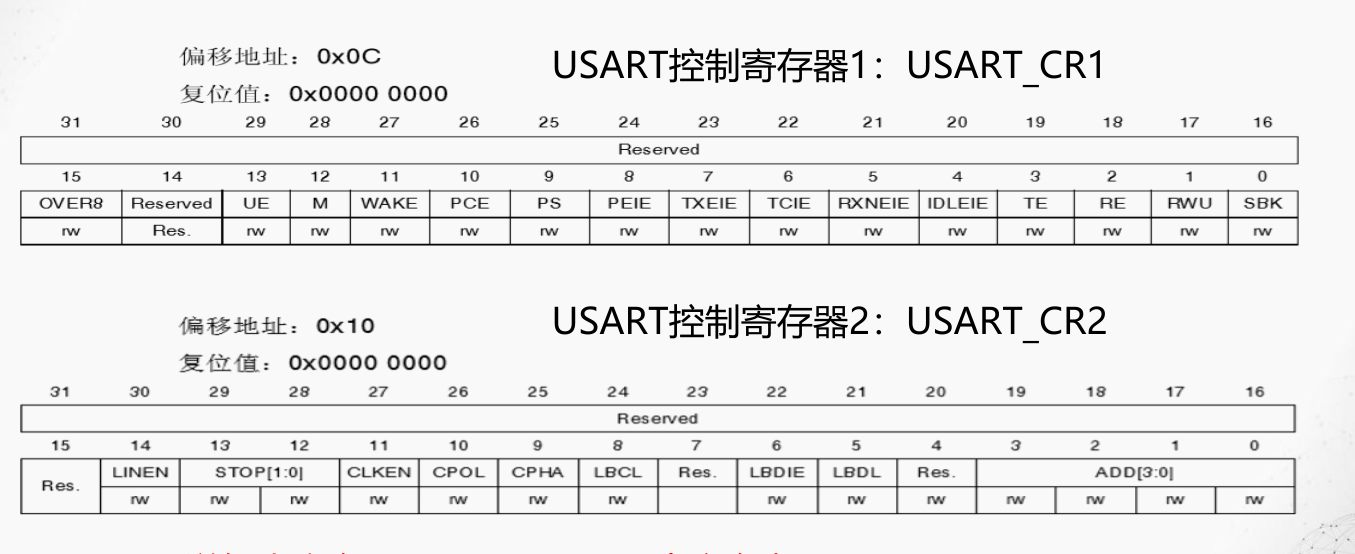 偏移地址：0x0C
USART控制寄存器1：USART_CR1
复位值：0x0000 0000
31 30 29 28 27 26 25 24 23 22 21 20 19 18 17 16
Reserved
15 14 13 12 11 10 9 8 7 6 5 4 3 2 1 0
OVER8 Reserved UE M WAKE PCE PS PEIE TXEIE TCIE RXNEIE IDLEIE TE RE RWU SBK
rw Res. rw rw rw rw rw rw rw rw rw rw rw rw rw rw
偏移地址：0x10
USART控制寄存器2：USART_CR2
复位值：0x0000 0000
31 30 29 28 27 26 25 24 23 22 21 20 19 18 17 16
Reserved
15 14 13 12 11 10 9 8 7 6 5 4 3 2 1 0
Res. LINEN STOP[1:0] CLKEN CPOL CPHA LBCL Res. LBDIE LBDL Res. ADD[3:0]
rw rw rw rw rw rw rw rw rw rw rw rw rw